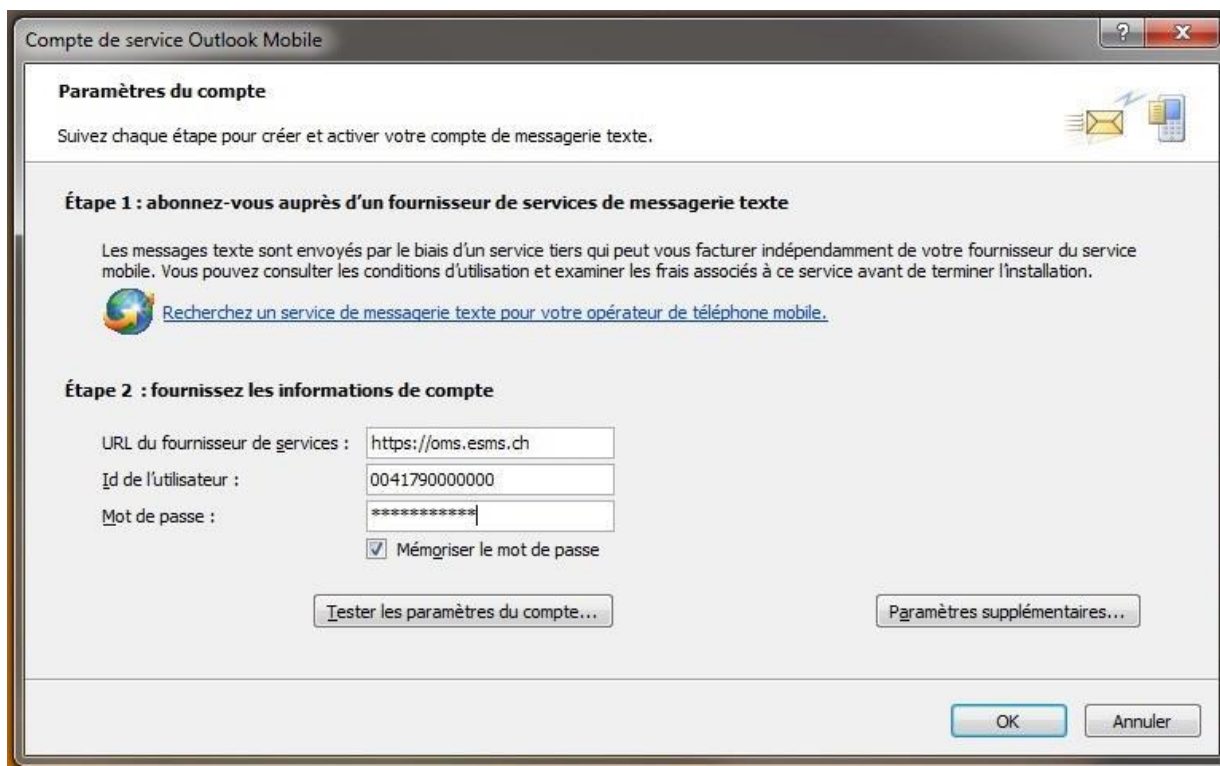 Compte de service Outlook Mobile
?
Paramètres du compte
Suivez chaque étape pour créer et activer votre compte de messagerie texte.
Étape 1 : abonnez-vous auprès d’un fournisseur de services de messagerie texte
Les messages texte sont envoyés par le biais d’un service tiers qui peut vous facturer indépendamment de votre fournisseur du service
mobile. Vous pouvez consulter les conditions d’utilisation et examiner les frais associés à ce service avant de terminer l’installation.
Recherchez un service de messagerie texte pour votre opérateur de téléphone mobile.
Étape 2 : fournissez les informations de compte
URL du fournisseur de services : https://oms.esms.ch
Id de l’utilisateur : 0041790000000
Mot de passe : ***********
Mémoriser le mot de passe
Tester les paramètres du compte... Paramètres supplémentaires...
OK Annuler